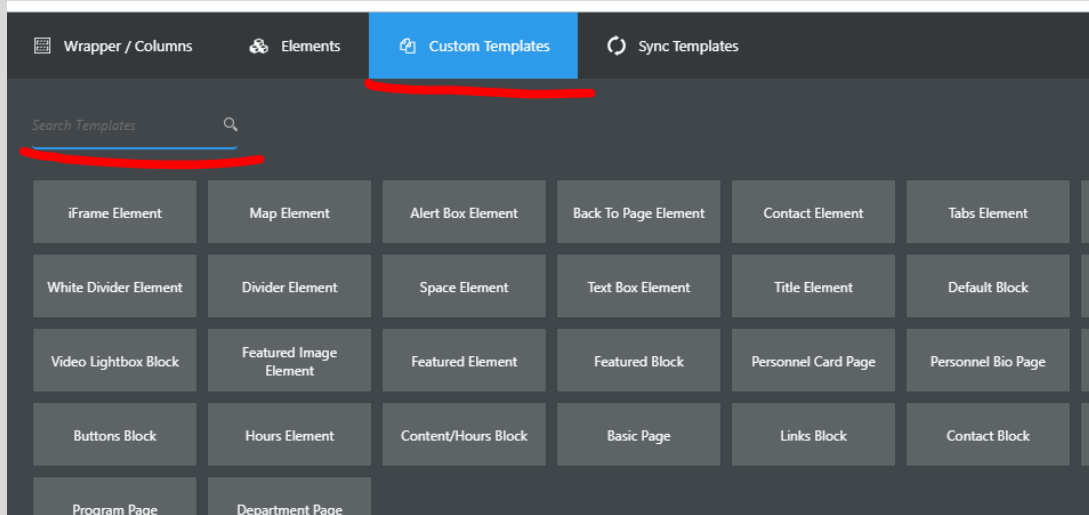 Wrapper / Columns
Elements
Custom Templates
Sync Templates
Search Templates
iFrame Element
Map Element
Alert Box Element
Back To Page Element
Contact Element
Tabs Element
White Divider Element
Divider Element
Space Element
Text Box Element
Title Element
Default Block
Video Lightbox Block
Featured Image
Element
Featured Element
Featured Block
Personnel Card Page
Personnel Bio Page
Buttons Block
Hours Element
Content/Hours Block
Basic Page
Links Block
Contact Block
Program Page
Department Page